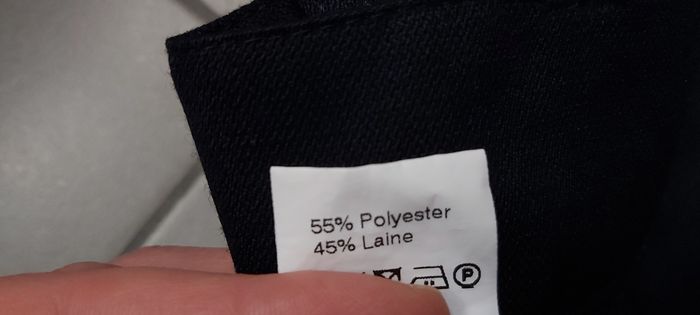 55% Polyester
45% Laine
P